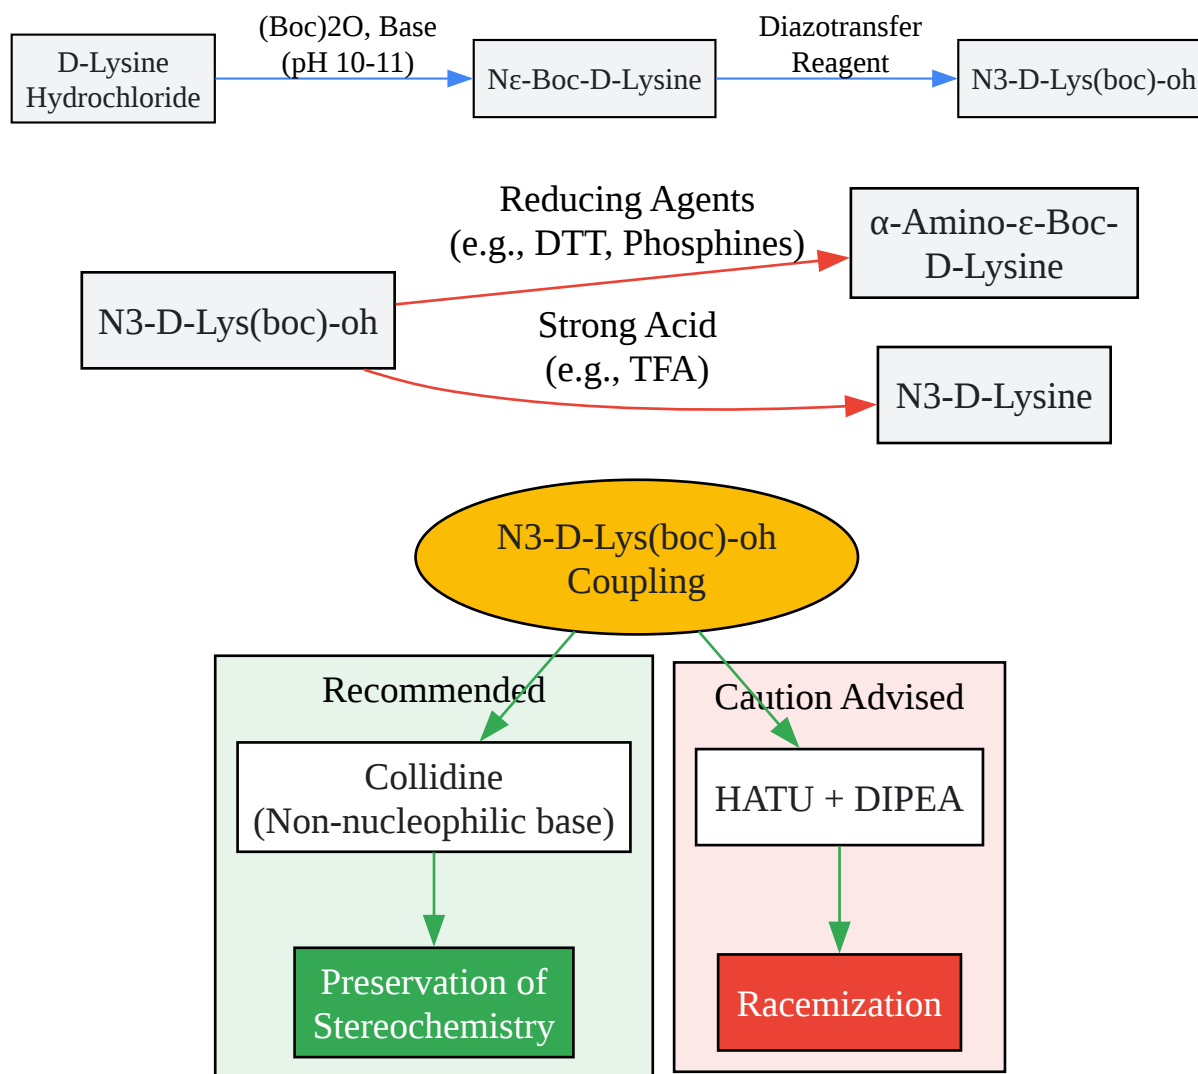 (Boc)2O, Base
(pH 10-11)
Diazotransfer
Reagent
D-Lysine
Hydrochloride
Nε-Boc-D-Lysine
N3-D-Lys(boc)-oh
Reducing Agents
(e.g., DTT, Phosphines)
α-Amino-ε-Boc-
D-Lysine
N3-D-Lys(boc)-oh
Strong Acid
(e.g., TFA)
N3-D-Lysine
N3-D-Lys(boc)-oh
Coupling
Recommended
Caution Advised
Collidine
(Non-nucleophilic base)
HATU + DIPEA
Preservation of
Stereochemistry
Racemization